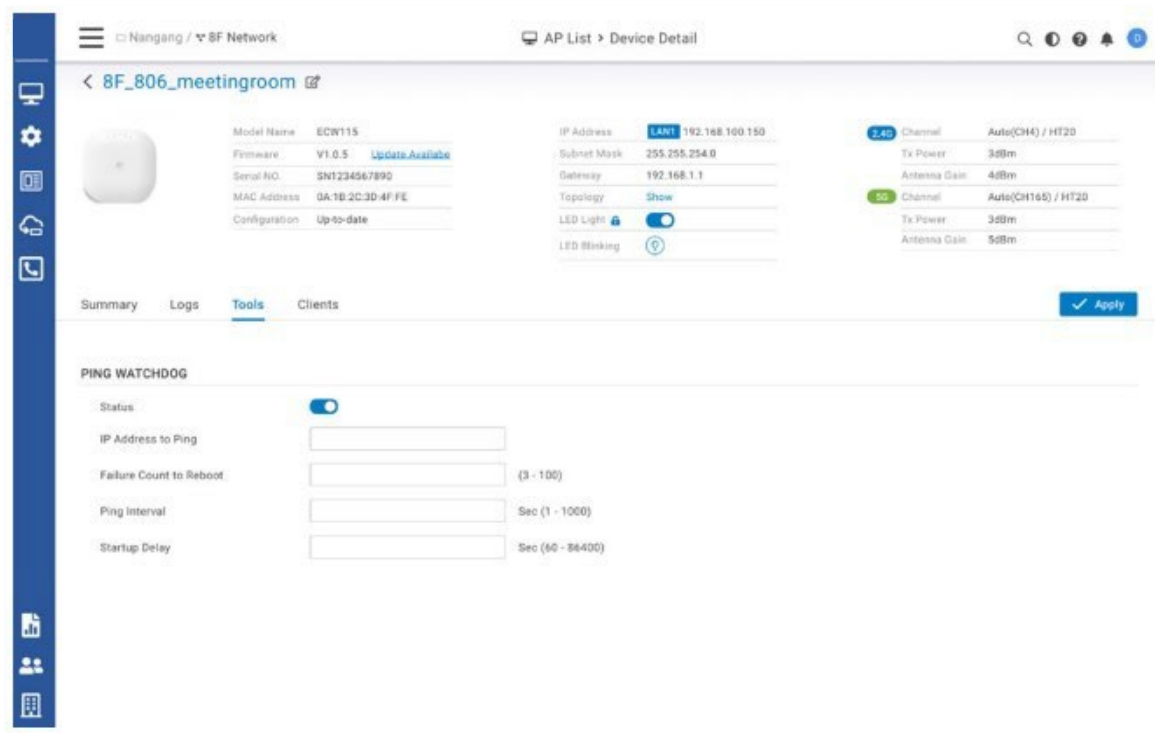 Nangang / 8F Network
AP List > Device Detail
D
8F_806_meetingroom
Model Name ECW115
Firmware V1.0.5 Update Availabe
Serial NO. SN1234567890
MAC Address 0A:1B:2C:3D:4F:FE
Configuration Up-to-date
IP Address LAN1 192.168.100.150
Subnet Mask 255.255.254.0
Gateway 192.168.1.1
Topology Show
LED Light
LED Blinking
2.4G Channel Auto(CH4) / HT20
Tx Power 3dBm
Antenna Gain 4dBm
5G Channel Auto(CH165) / HT20
Tx Power 3dBm
Antenna Gain 5dBm
Summary Logs Tools Clients
Apply
PING WATCHDOG
Status
IP Address to Ping
Failure Count to Reboot (3 - 100)
Ping Interval Sec (1 - 1000)
Startup Delay Sec (60 - 86400)